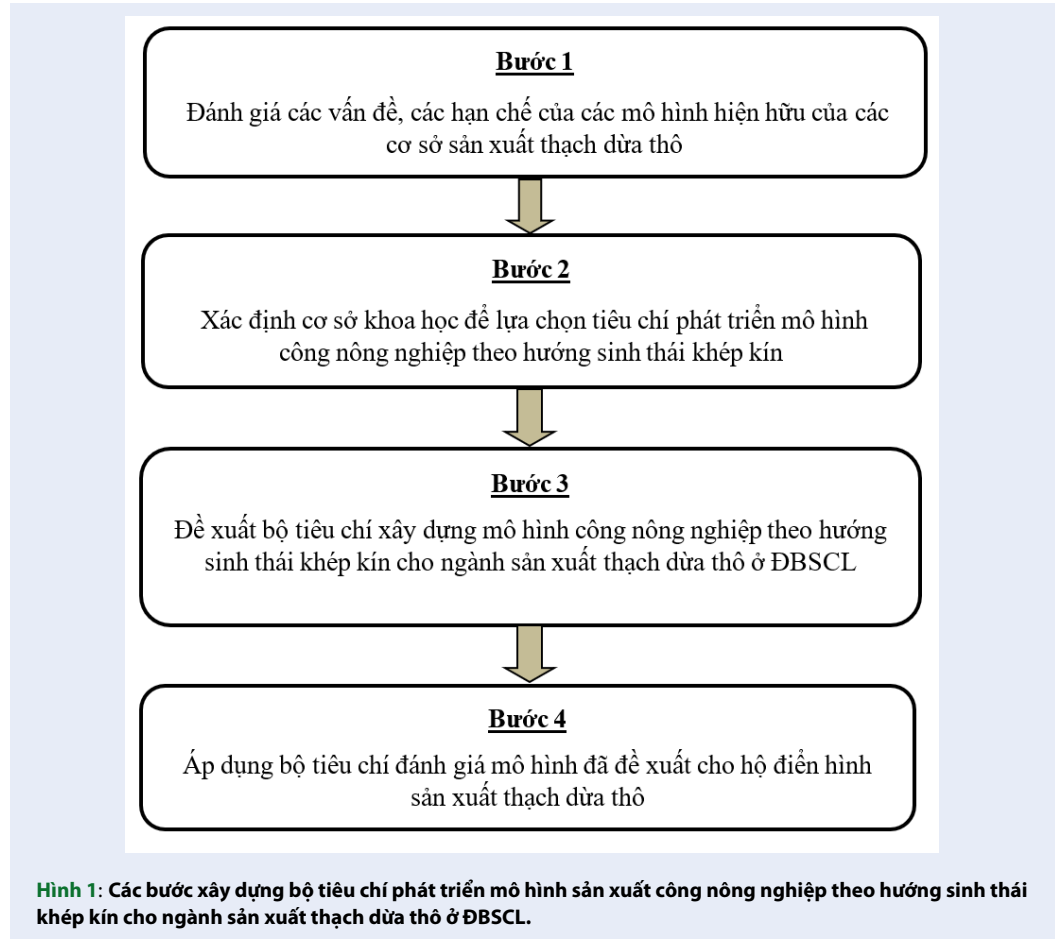 Bước 1
Đánh giá các vấn đề, các hạn chế của các mô hình hiện hữu của các
cơ sở sản xuất thạch dừa thô
Bước 2
Xác định cơ sở khoa học để lựa chọn tiêu chí phát triển mô hình
công nông nghiệp theo hướng sinh thái khép kín
Bước 3
Đề xuất bộ tiêu chí xây dựng mô hình công nông nghiệp theo hướng
sinh thái khép kín cho ngành sản xuất thạch dừa thô ở ĐBSCL
Bước 4
Áp dụng bộ tiêu chí đánh giá mô hình đã đề xuất cho hộ điển hình
sản xuất thạch dừa thô
Hình 1: Các bước xây dựng bộ tiêu chí phát triển mô hình sản xuất công nông nghiệp theo hướng sinh thái
khép kín cho ngành sản xuất thạch dừa thô ở ĐBSCL.